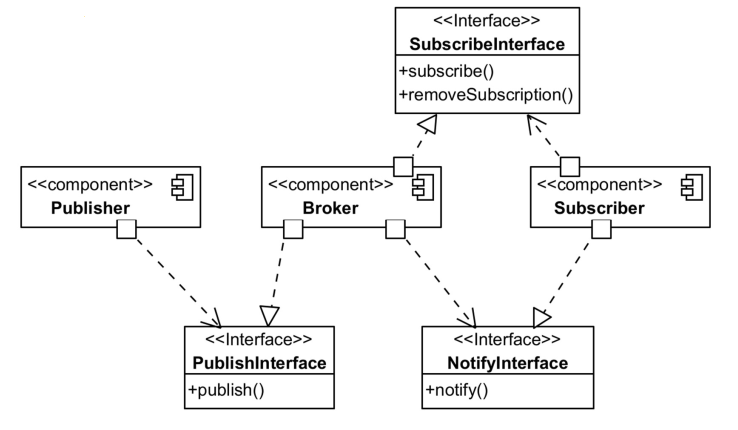 <<Interface>>
SubscribeInterface
+subscribe()
+removeSubscription()
<<component>>
Publisher
<<component>>
Broker
<<component>>
Subscriber
<<Interface>>
PublishInterface
+publish()
<<Interface>>
NotifyInterface
+notify()